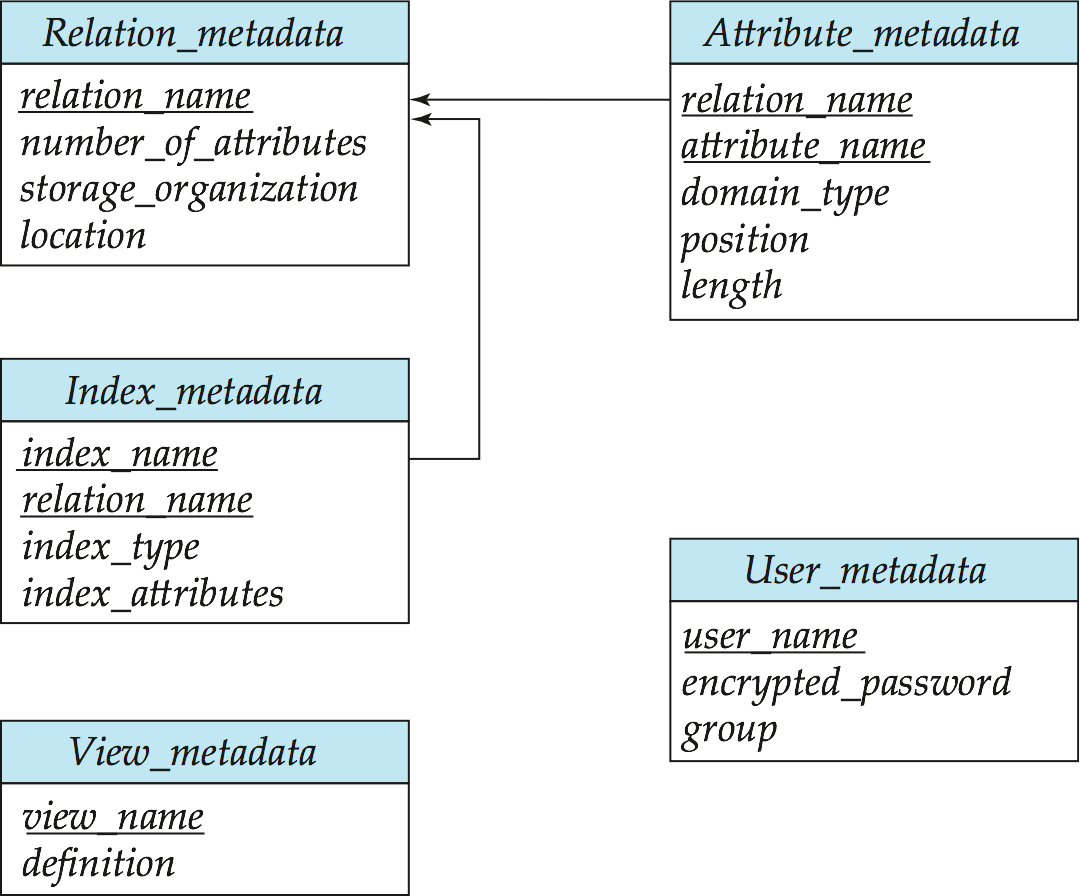 Relation_metadata
relation_name
number_of_attributes
storage_organization
location
Attribute_metadata
relation_name
attribute_name
domain_type
position
length
Index_metadata
index_name
relation_name
index_type
index_attributes
User_metadata
user_name
encrypted_password
group
View_metadata
view_name
definition